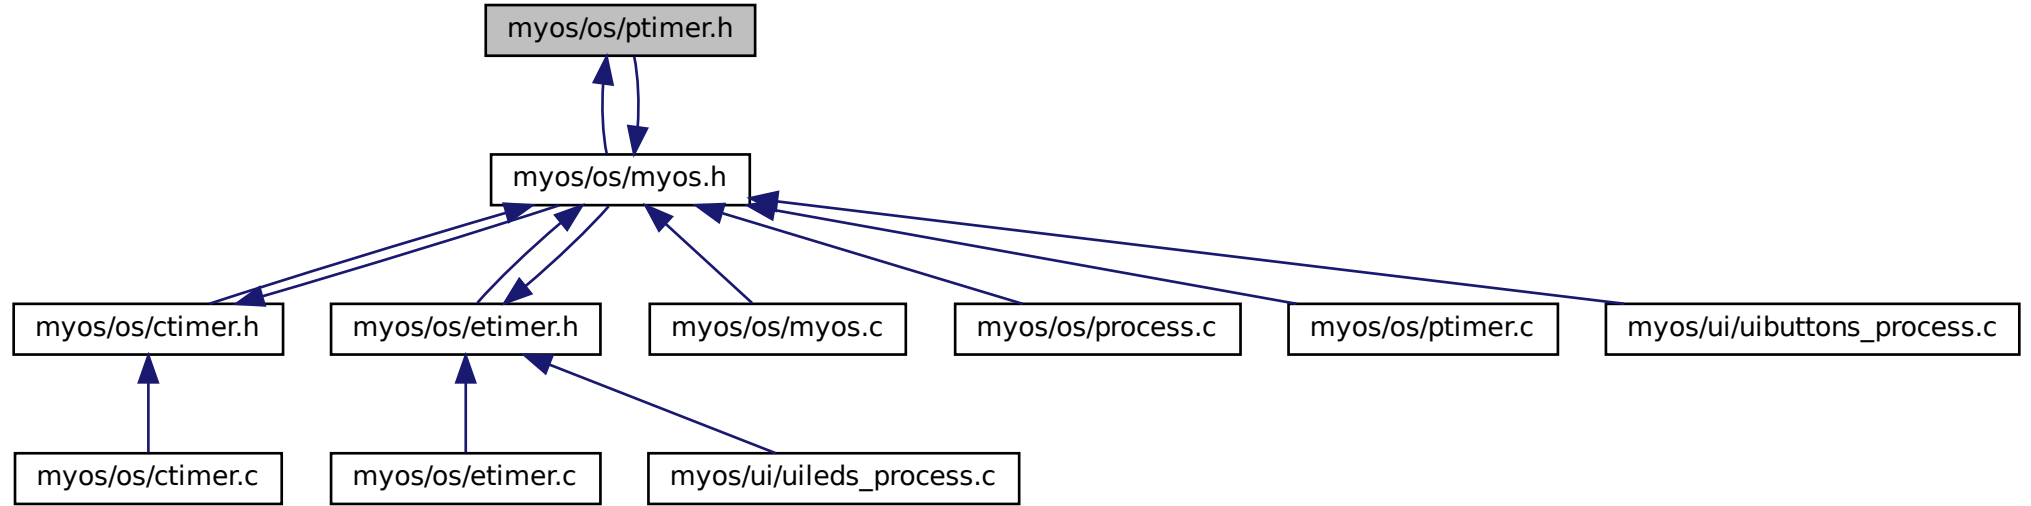 myos/os/ptimer.h
myos/os/myos.h
myos/os/ctimer.h
myos/os/etimer.h
myos/os/myos.c
myos/os/process.c
myos/os/ptimer.c
myos/ui/uibuttons_process.c
myos/os/ctimer.c
myos/os/etimer.c
myos/ui/uileds_process.c